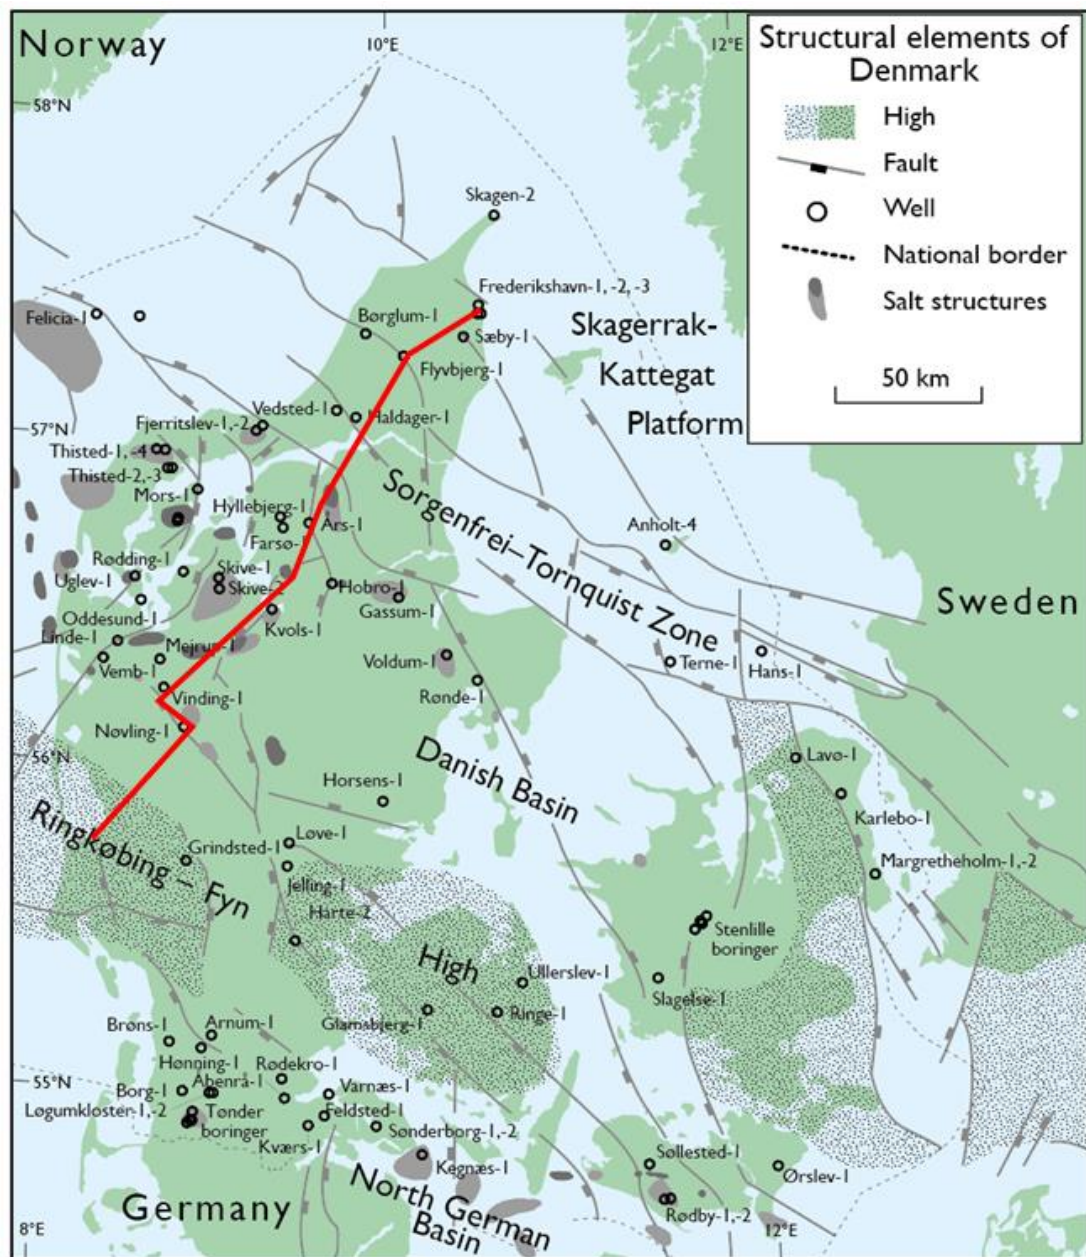 Norway
10°E
12°E
Structural elements of
Denmark
High
Fault
Well
National border
Salt structures
50 km
58°N
Skagen-2
Frederikshavn-1, -2, -3
Felicia-1
Børglum-1
Sæby-1
Skagerrak-
Kattegat
Platform
Flyvbjerg-1
Vedsted-1
Haldager-1
Fjerritslev-1,-2
57°N
Thisted-1, -4
Thisted-2,-3
Mors-1
Sorgenfrei–Tornquist Zone
Hyllebjerg-1
Års-1
Farsø-1
Anholt-4
Rødding-1
Uglev-1
Skive-1
Skive-2
Hobro-1
Gassum-1
Sweden
Oddesund-1
Kvols-1
Linde-1
Mejrup-1
Vemb-1
Voldum-1
Terne-1
Hans-1
Vinding-1
Rønde-1
Nøvling-1
56°N
Lavø-1
Danish Basin
Horsens-1
Karlebo-1
Ringkøbing – Fyn
High
Løve-1
Grindsted-1
Margretheholm-1,-2
Jelling-1
Harte-2
Stenlille
boringer
Ullerslev-1
Slagelse-1
Glamsbjerg-1
Ringe-1
Brøns-1
Arnum-1
Hønning-1
Rødekro-1
55°N
Borg-1
Abenrå-1
Varnæs-1
Løgumkloster-1,-2
Tønder
boringer
Feldsted-1
Kværs-1
Sønderborg-1,-2
Kegnæs-1
Søllested-1
Ørslev-1
North German
Basin
Rødby-1,-2
Germany
8°E
12°E